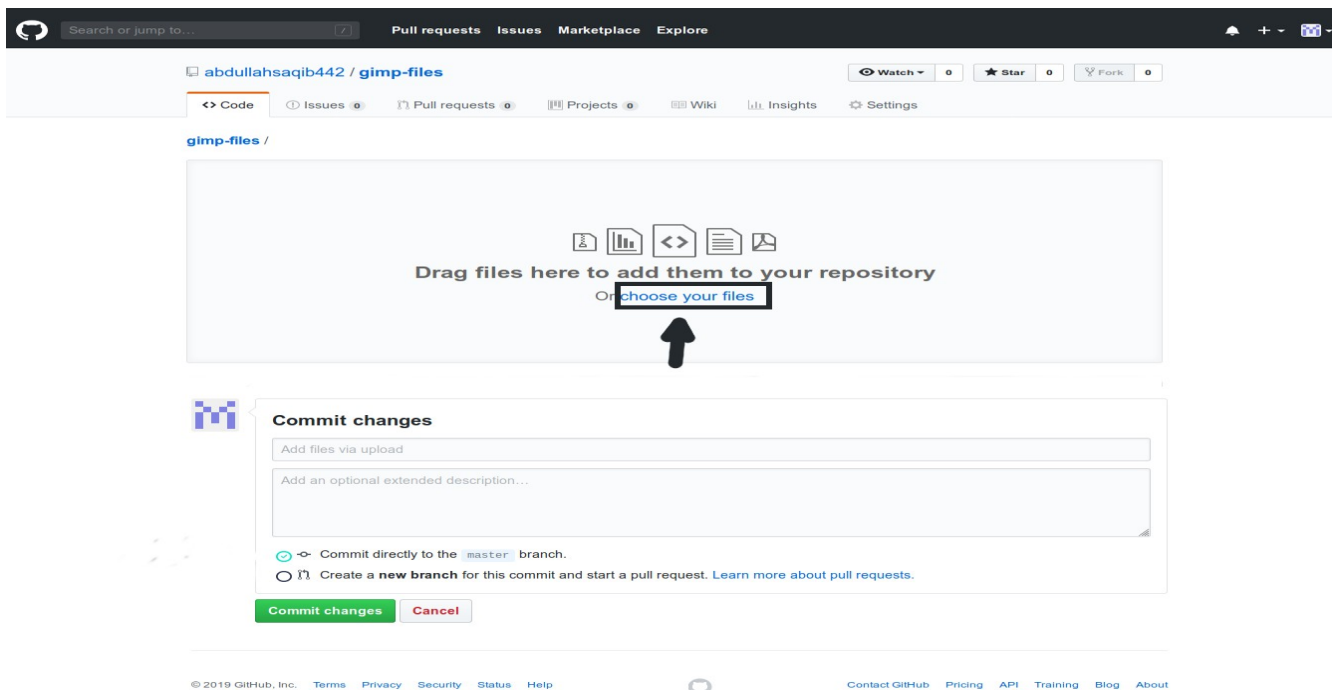 Search or jump to... / Pull requests Issues Marketplace Explore
abdullahsaqib442 / gimp-files Watch 0 Star 0 Fork 0
Code Issues 0 Pull requests 0 Projects 0 Wiki Insights Settings
gimp-files /
Drag files here to add them to your repository
Or choose your files
Commit changes
Add files via upload
Add an optional extended description...
Commit directly to the master branch.
Create a new branch for this commit and start a pull request. Learn more about pull requests.
Commit changes Cancel
© 2019 GitHub, Inc. Terms Privacy Security Status Help Contact GitHub Pricing API Training Blog About